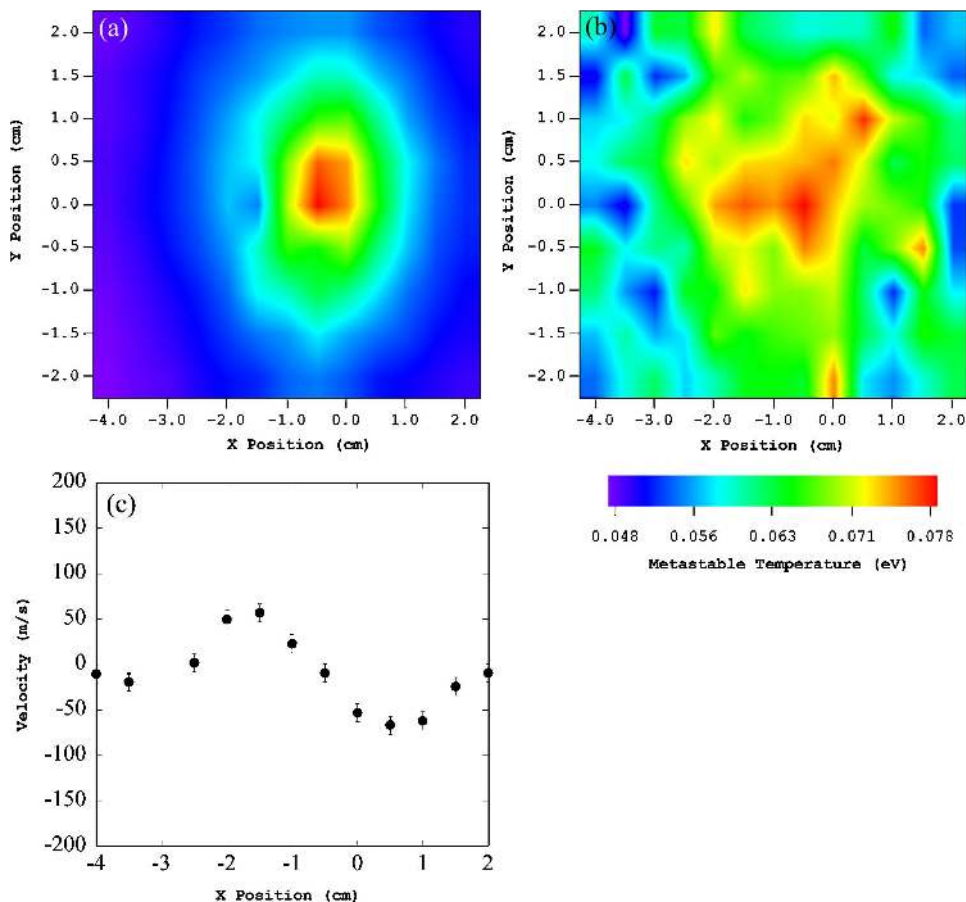 (a)
2.0
1.5
1.0
0.5
0.0
-0.5
-1.0
-1.5
-2.0
Y Position (cm)
-4.0 -3.0 -2.0 -1.0 0.0 1.0 2.0
X Position (cm)
(b)
2.0
1.5
1.0
0.5
0.0
-0.5
-1.0
-1.5
-2.0
Y Position (cm)
-4.0 -3.0 -2.0 -1.0 0.0 1.0 2.0
X Position (cm)
0.048 0.056 0.063 0.071 0.078
Metastable Temperature (eV)
(c)
200
150
100
50
0
-50
-100
-150
-200
Velocity (m/s)
-4 -3 -2 -1 0 1 2
X Position (cm)